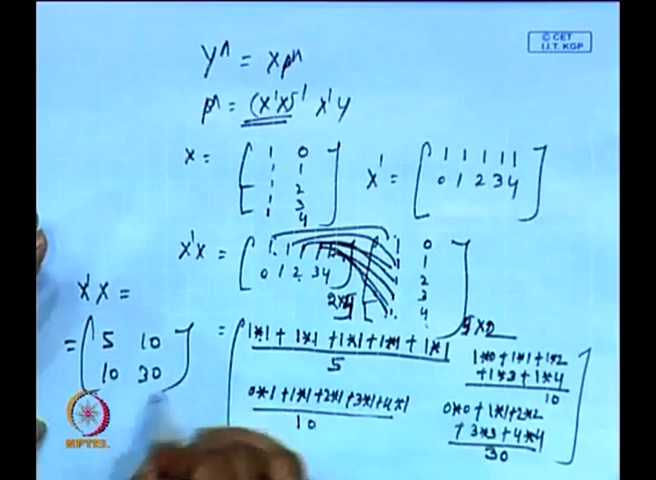 © CET
I.I.T. KGP
Y^ = Xβ^
β^ = (X'X)^-1 X'Y
X = [1 0
1 1
1 2
1 3
1 4]
X' = [1 1 1 1 1
0 1 2 3 4]
X'X = [1 1 1 1 1
0 1 2 3 4]
[1 0
1 1
1 2
1 3
1 4]
5*2
X'X =
= [5 10
10 30]
= [1*1 + 1*1 + 1*1 + 1*1 + 1*1
5
1*0 + 1*1 + 1*2
+ 1*3 + 1*4
10
0*1 + 1*1 + 2*1 + 3*1 + 4*1
10
0*0 + 1*1 + 2*2
+ 3*3 + 4*4
30]
NPTEL